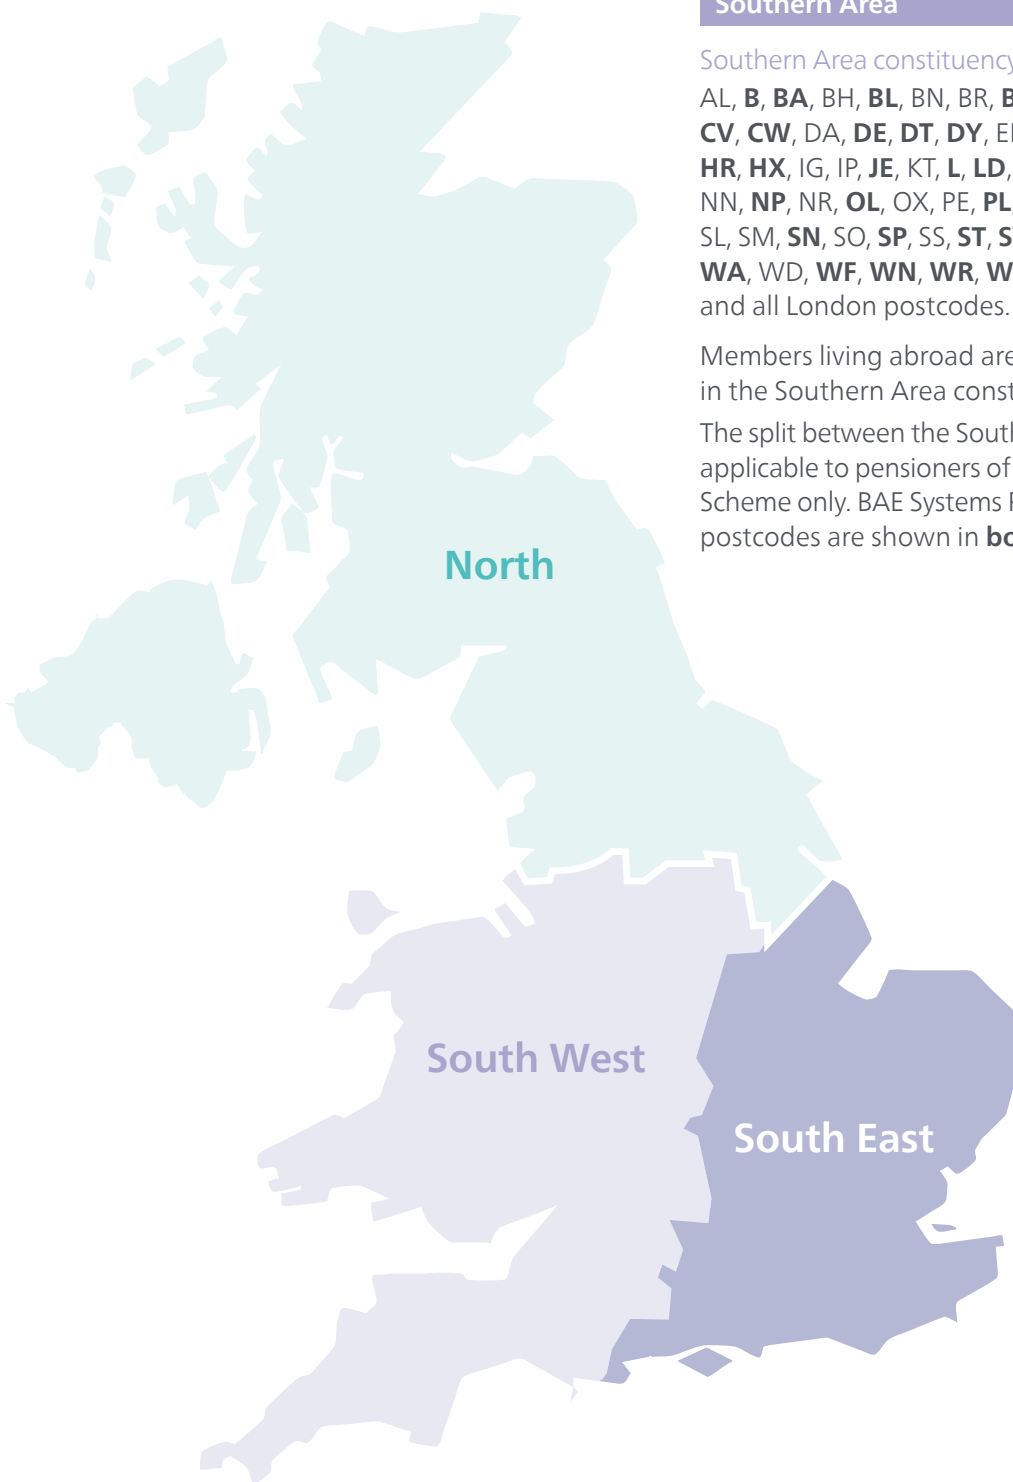 Southern Area
Southern Area constituency
AL, B, BA, BH, BL, BN, BR,
CV, CW, DA, DE, DT, DY,
HR, HX, IG, IP, JE, KT, L, LD,
NN, NP, NR, OL, OX, PE, PL,
SL, SM, SN, SO, SP, SS, ST,
WA, WD, WF, WN, WR,
and all London postcodes.
Members living abroad are
in the Southern Area
The split between the
applicable to pensioners of
Scheme only. BAE Systems
postcodes are shown in
North
South West
South East